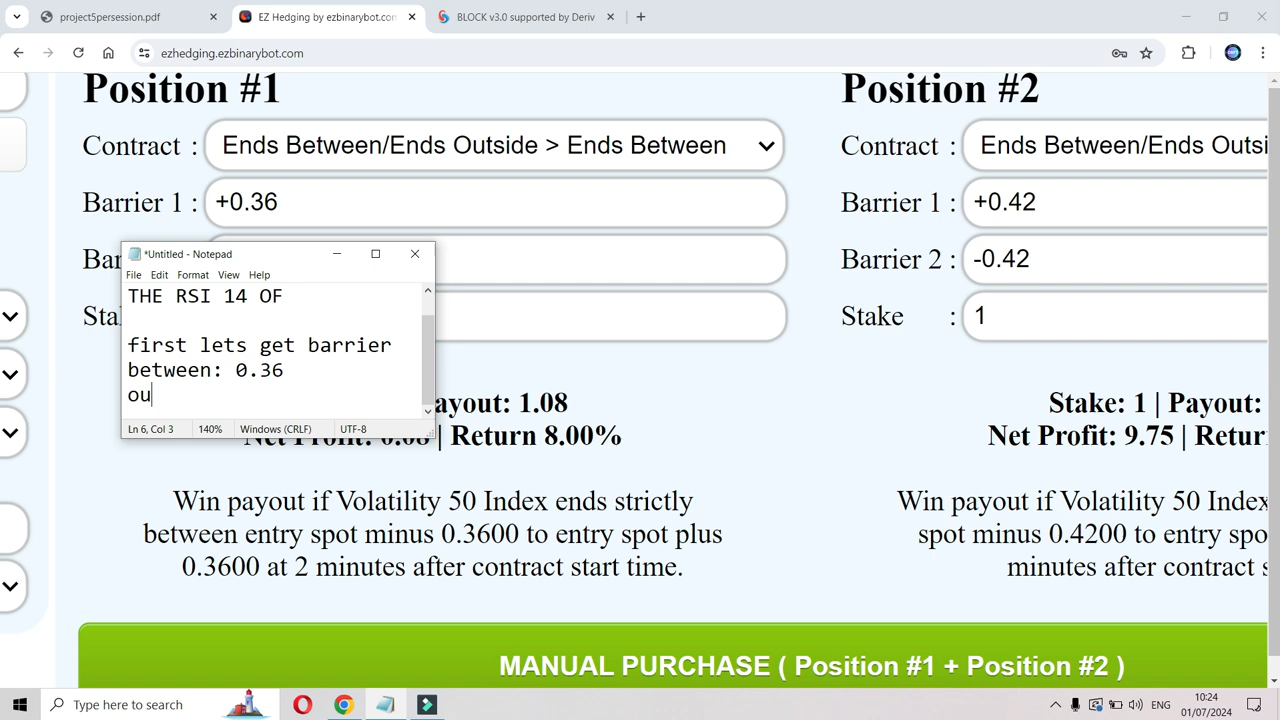 project5persession.pdf
EZ Hedging by ezbinarybot.com
BLOCK v3.0 supported by Deriv
ezhedging.ezbinarybot.com
Position #1
Position #2
Contract :
Ends Between/Ends Outside > Ends Between
Contract :
Ends Between/Ends Outsi
Barrier 1 :
+0.36
Barrier 1 :
+0.42
Bar
Barrier 2 :
-0.42
Sta
Stake :
1
*Untitled - Notepad
File Edit Format View Help
THE RSI 14 OF
first lets get barrier
between: 0.36
ou
Ln 6, Col 3 140% Windows (CRLF) UTF-8
ayout: 1.08
Net Profit: 0.08 | Return 8.00%
Stake: 1 | Payout:
Net Profit: 9.75 | Retur
Win payout if Volatility 50 Index ends strictly
between entry spot minus 0.3600 to entry spot plus
0.3600 at 2 minutes after contract start time.
Win payout if Volatility 50 Index
spot minus 0.4200 to entry spo
minutes after contract s
MANUAL PURCHASE ( Position #1 + Position #2 )
Type here to search
ENG
10:24
01/07/2024